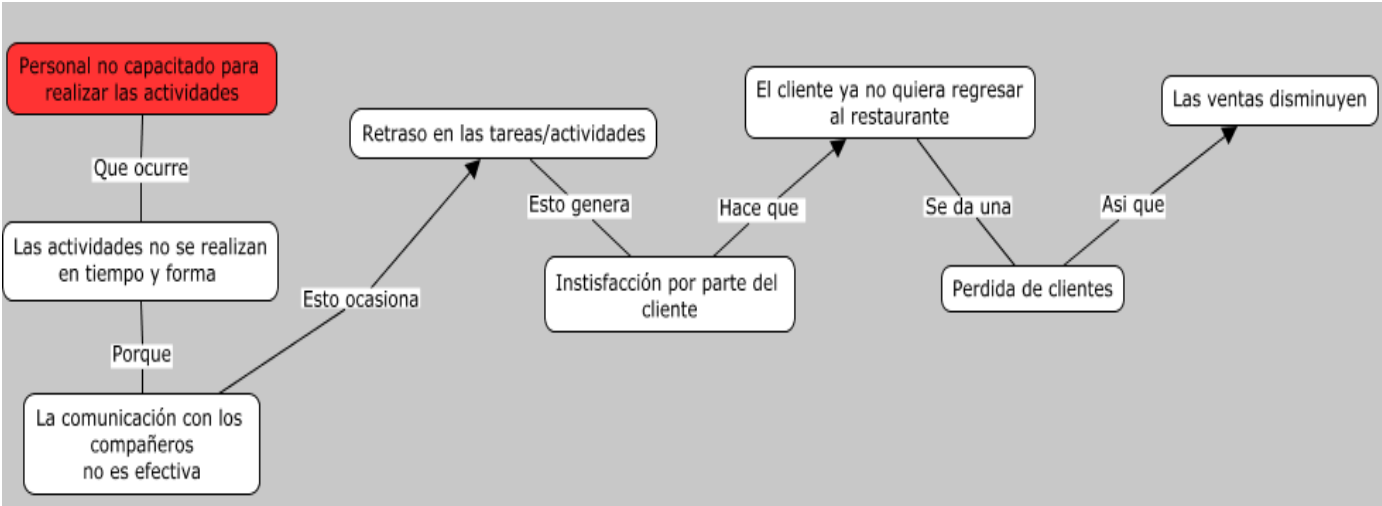 Personal no capacitado para
realizar las actividades
Que ocurre
Las actividades no se realizan
en tiempo y forma
Porque
La comunicación con los
compañeros
no es efectiva
Esto ocasiona
Retraso en las tareas/actividades
Esto genera
Instisfacción por parte del
cliente
Hace que
El cliente ya no quiera regresar
al restaurante
Se da una
Perdida de clientes
Asi que
Las ventas disminuyen